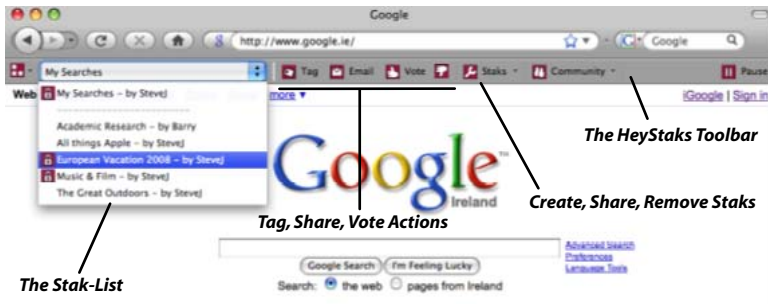 Google
http://www.google.ie/
Google
My Searches
Tag
Email
Vote
Staks
Community
Pause
Web
more ▼
iGoogle | Sign in
My Searches – by SteveJ
Academic Research – by Barry
All things Apple – by SteveJ
European Vacation 2008 – by SteveJ
Music & Film – by SteveJ
The Great Outdoors – by SteveJ
The HeyStaks Toolbar
Google™
Ireland
Create, Share, Remove Staks
Tag, Share, Vote Actions
Advanced Search
Preferences
Language Tools
Google Search
I'm Feeling Lucky
The Stak-List
Search: the web pages from Ireland